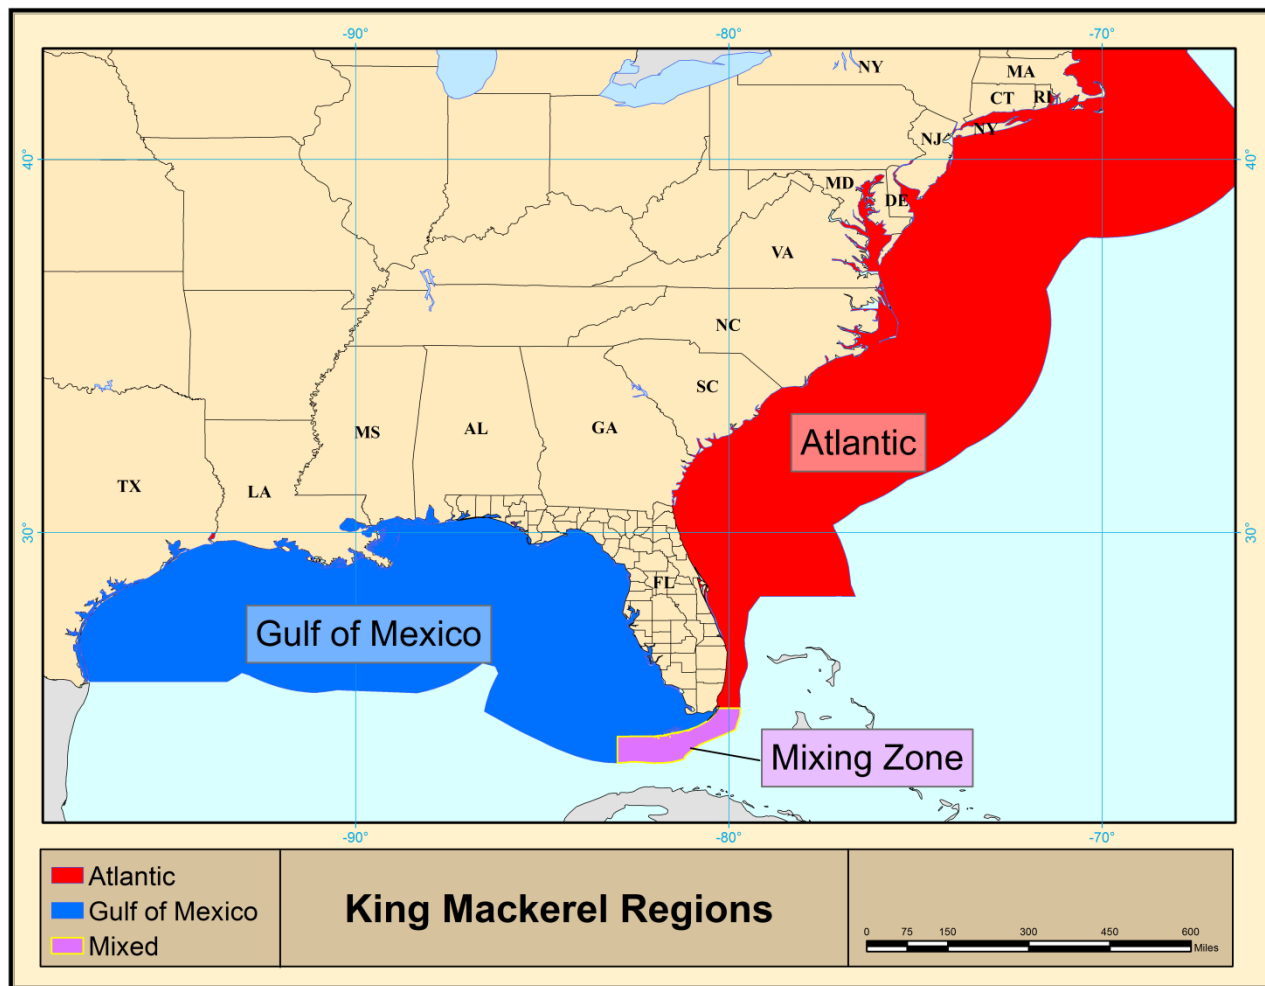 -90°
-80°
-70°
NY
MA
CT
RI
NY
NJ
40°
40°
MD
DE
VA
NC
SC
MS
AL
GA
Atlantic
TX
LA
30°
30°
FL
Gulf of Mexico
Mixing Zone
-90°
-80°
-70°
Atlantic
Gulf of Mexico
Mixed
King Mackerel Regions
0 75 150 300 450 600
Miles